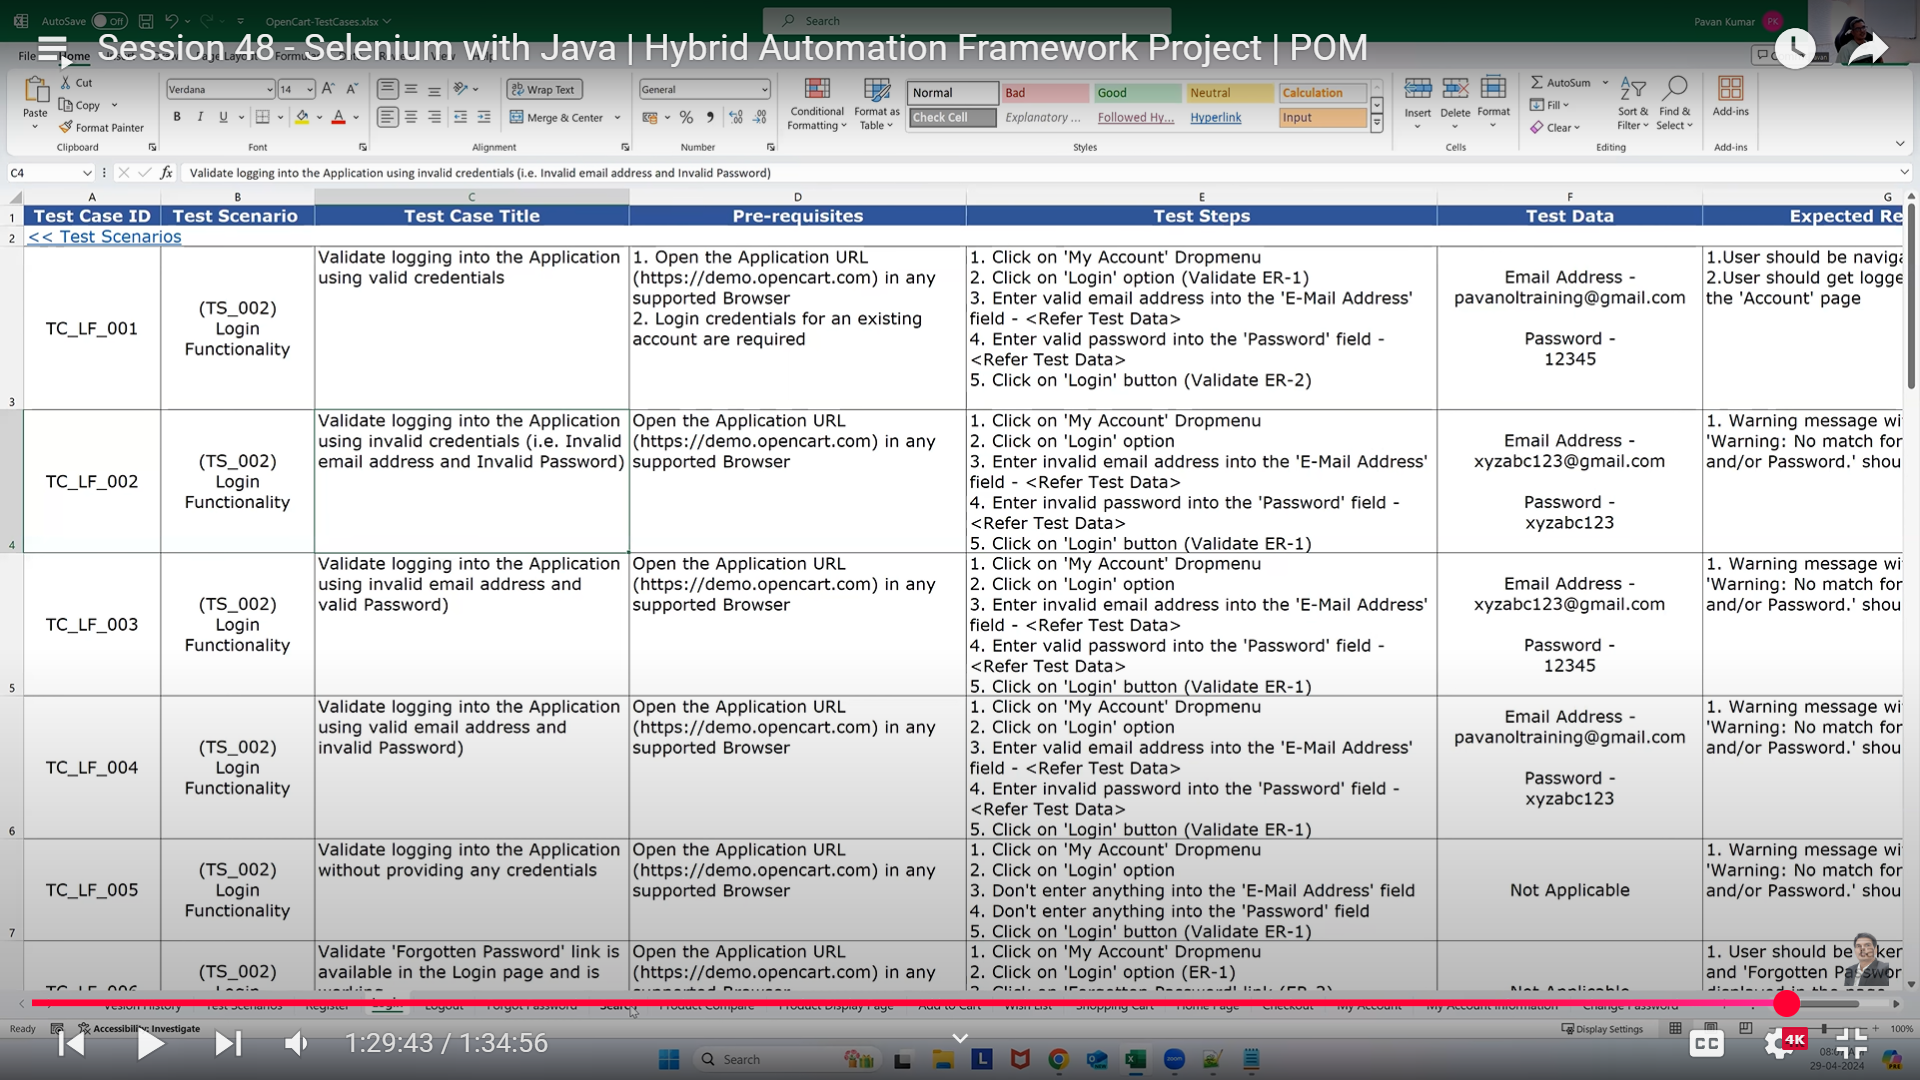 AutoSave Off OpenCart-TestCases.xlsx Search Pavan Kumar PK
Session 48 - Selenium with Java | Hybrid Automation Framework Project | POM
File Home
Paste Cut Copy Format Painter Clipboard
Verdana 14 B I U Font
Wrap Text Merge & Center Alignment
General Number
Conditional Formatting Format as Table
Normal Bad Good Neutral Calculation
Check Cell Explanatory ... Followed Hy... Hyperlink Input
Styles
Insert Delete Format Cells
AutoSum Fill Clear Sort & Filter Find & Select Editing
Add-ins Add-ins
C4 fx Validate logging into the Application using invalid credentials (i.e. Invalid email address and Invalid Password)
A B C D E F G
1 Test Case ID Test Scenario Test Case Title Pre-requisites Test Steps Test Data Expected Re
2 << Test Scenarios
3
TC_LF_001
(TS_002)
Login
Functionality
Validate logging into the Application
using valid credentials
1. Open the Application URL
(https://demo.opencart.com) in any
supported Browser
2. Login credentials for an existing
account are required
1. Click on 'My Account' Dropmenu
2. Click on 'Login' option (Validate ER-1)
3. Enter valid email address into the 'E-Mail Address'
field - <Refer Test Data>
4. Enter valid password into the 'Password' field -
<Refer Test Data>
5. Click on 'Login' button (Validate ER-2)
Email Address -
pavanoltraining@gmail.com
Password -
12345
1.User should be naviga
2.User should get logge
the 'Account' page
4
TC_LF_002
(TS_002)
Login
Functionality
Validate logging into the Application
using invalid credentials (i.e. Invalid
email address and Invalid Password)
Open the Application URL
(https://demo.opencart.com) in any
supported Browser
1. Click on 'My Account' Dropmenu
2. Click on 'Login' option
3. Enter invalid email address into the 'E-Mail Address'
field - <Refer Test Data>
4. Enter invalid password into the 'Password' field -
<Refer Test Data>
5. Click on 'Login' button (Validate ER-1)
Email Address -
xyzabc123@gmail.com
Password -
xyzabc123
1. Warning message wi
'Warning: No match for
and/or Password.' shou
5
TC_LF_003
(TS_002)
Login
Functionality
Validate logging into the Application
using invalid email address and
valid Password)
Open the Application URL
(https://demo.opencart.com) in any
supported Browser
1. Click on 'My Account' Dropmenu
2. Click on 'Login' option
3. Enter invalid email address into the 'E-Mail Address'
field - <Refer Test Data>
4. Enter valid password into the 'Password' field -
<Refer Test Data>
5. Click on 'Login' button (Validate ER-1)
Email Address -
xyzabc123@gmail.com
Password -
12345
1. Warning message wi
'Warning: No match for
and/or Password.' shou
6
TC_LF_004
(TS_002)
Login
Functionality
Validate logging into the Application
using valid email address and
invalid Password)
Open the Application URL
(https://demo.opencart.com) in any
supported Browser
1. Click on 'My Account' Dropmenu
2. Click on 'Login' option
3. Enter valid email address into the 'E-Mail Address'
field - <Refer Test Data>
4. Enter invalid password into the 'Password' field -
<Refer Test Data>
5. Click on 'Login' button (Validate ER-1)
Email Address -
pavanoltraining@gmail.com
Password -
xyzabc123
1. Warning message wi
'Warning: No match for
and/or Password.' shou
7
TC_LF_005
(TS_002)
Login
Functionality
Validate logging into the Application
without providing any credentials
Open the Application URL
(https://demo.opencart.com) in any
supported Browser
1. Click on 'My Account' Dropmenu
2. Click on 'Login' option
3. Don't enter anything into the 'E-Mail Address' field
4. Don't enter anything into the 'Password' field
5. Click on 'Login' button (Validate ER-1)
Not Applicable
1. Warning message wi
'Warning: No match for
and/or Password.' shou
(TS_002)
Validate 'Forgotten Password' link is
available in the Login page and is
Open the Application URL
(https://demo.opencart.com) in any
1. Click on 'My Account' Dropmenu
2. Click on 'Login' option (ER-1)
1. User should be taken
and 'Forgotten Passwor
Ready Accessibility: Investigate Display Settings 100%
1:29:43 / 1:34:56
Search
CC 4K
29-04-2024